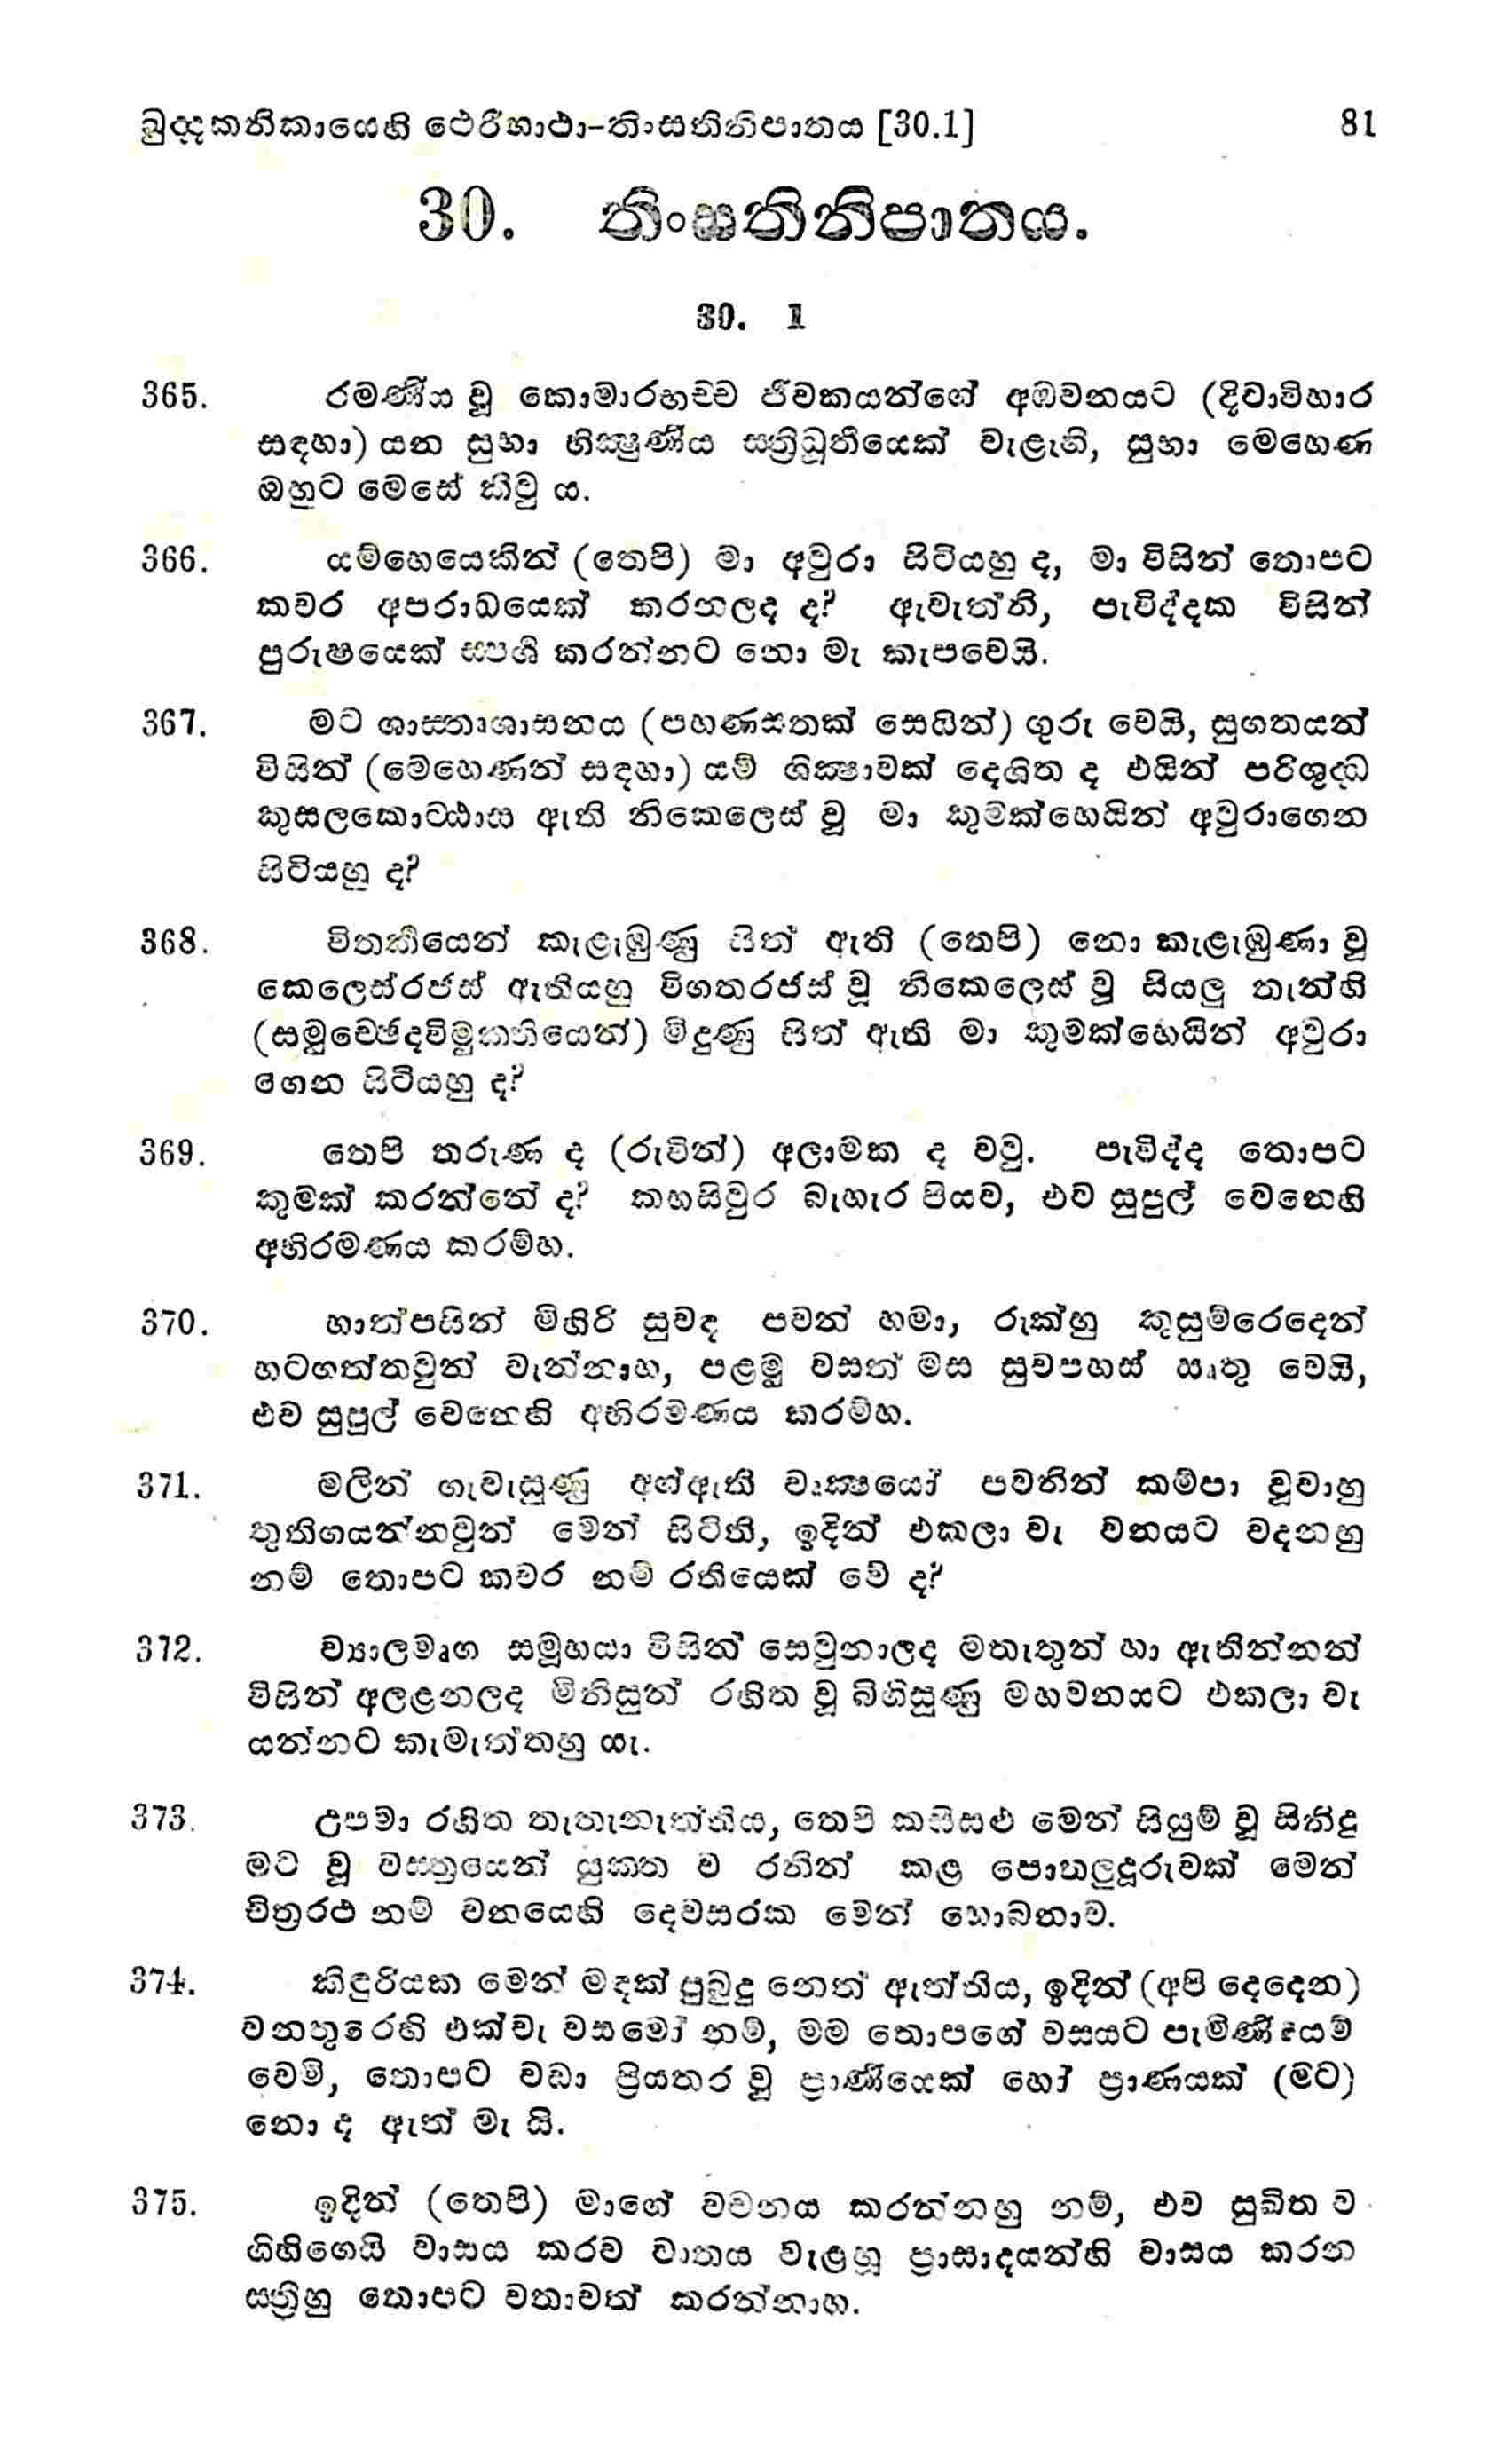 ඛුද්දකනිකායෙහි ථෙරීගාථා-තිංසතිනිපාතය [30.1] 81
30. තිංසතිනිපාතය.
30. 1
365. රමණීය වූ කොමාරභච්ච ජීවකයන්ගේ අඹවනයට (දිවාවිහාර
සඳහා) යන සුභා භික්ෂුණීය ස්ත්‍රීධූර්තයෙක් වැළැහි, සුභා මෙහෙණ
ඔහුට මෙසේ කීවු ය.
366. යම්හෙයෙකින් (තෙපි) මා අවුරා සිටියහු ද, මා විසින් තොපට
කවර අපරාධයෙක් කරනලද ද? ඇවැත්නි, පැවිද්දක විසින්
පුරුෂයෙක් ස්පර්ශ කරන්නට නො මැ කැපවෙයි.
367. මට ශාස්තෘශාසනය (පහණසතක් සෙයින්) ගුරු වෙයි, සුගතයන්
විසින් (මෙහෙණන් සඳහා) යම් ශික්ෂාවක් දෙශිත ද එයින් පරිශුද්ධ
කුසලකොට්ඨාස ඇති නිකෙලෙස් වූ මා කුමක්හෙයින් අවුරාගෙන
සිටියහු ද?
368. විතර්කයෙන් කැළැඹුණු සිත් ඇති (තෙපි) නො කැළැඹුණා වූ
කෙලෙස්රජස් ඇතියහු විගතරජස් වූ නිකෙලෙස් වූ සියලු තැන්හි
(සමුච්ඡෙදවිමුක්තියෙන්) මිදුණු සිත් ඇති මා කුමක්හෙයින් අවුරා
ගෙන සිටියහු ද?
369. තෙපි තරුණ ද (රුවින්) අලාමක ද වවු. පැවිද්ද තොපට
කුමක් කරන්නේ ද? කහසිවුර බැහැර පියව, එව සුපුල් වෙනෙහි
අභිරමණය කරම්හ.
370. හාත්පසින් මිහිරි සුවඳ පවන් හමා, රුක්හු කුසුම්රෙදෙන්
හටගත්තවුන් වැන්නාහ, පළමු වසත් මස සුවපහස් ඍතු වෙයි,
එව සුපුල් වෙනෙහි අභිරමණය කරම්හ.
371. මලින් ගැවැසුණු අග්ඇති වෘක්ෂයෝ පවනින් කම්පා වූවාහු
තුතිගයන්නවුන් මෙන් සිටිති, ඉදින් එකලා වැ වනයට වදනහු
නම් තොපට කවර නම් රතියෙක් වේ ද?
372. ව්‍යාලමෘග සමූහයා විසින් සෙවුනාලද මතැතුන් හා ඇතින්නන්
විසින් අලළනලද මිනිසුන් රහිත වූ බිහිසුණු මහවනයට එකලා වැ
යන්නට කැමැත්තහු යැ.
373. උපමා රහිත තැනැත්තිය, තෙපි කසීසළු මෙන් සියුම් වූ සිනිඳු
මට වූ වස්ත්‍රයෙන් යුක්ත ව රනින් කළ පොතලුදූරුවක් මෙන්
චිත්‍රරථ නම් වනයෙහි දෙවසරක මෙන් හොබනාව.
374. කිඳුරියක මෙන් මඳක් පුබුදු නෙත් ඇත්තිය, ඉදින් (අපි දෙදෙන)
වනතුරෙහි එක්වැ වසමෝ නම්, මම තොපගේ වසයට පැමිණියෙම්
වෙමි, තොපට වඩා ප්‍රියතර වූ ප්‍රාණියෙක් හෝ ප්‍රාණයක් (මට)
නො ද ඇත් මැ යි.
375. ඉදින් (තෙපි) මාගේ වචනය කරන්නහු නම්, එව සුඛිත ව
ගිහිගෙයි වාසය කරව වාතය වැළහූ ප්‍රාසාදයන්හි වාසය කරන
ස්ත්‍රීහු තොපට වතාවත් කරන්නාහ.